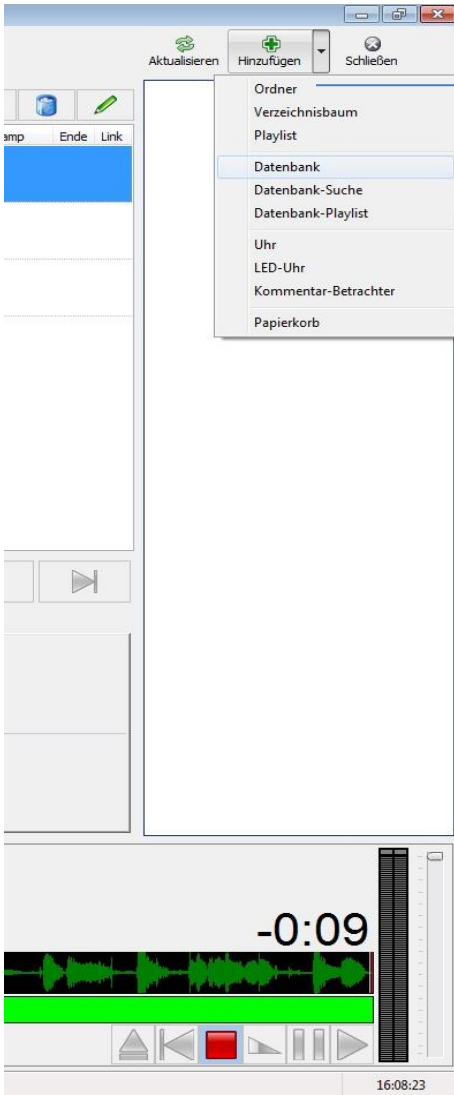 Aktualisieren Hinzufügen Schließen
Ordner
Verzeichnisbaum
Playlist
Datenbank
Datenbank-Suche
Datenbank-Playlist
Uhr
LED-Uhr
Kommentar-Betrachter
Papierkorb
amp Ende Link
-0:09
16:08:23